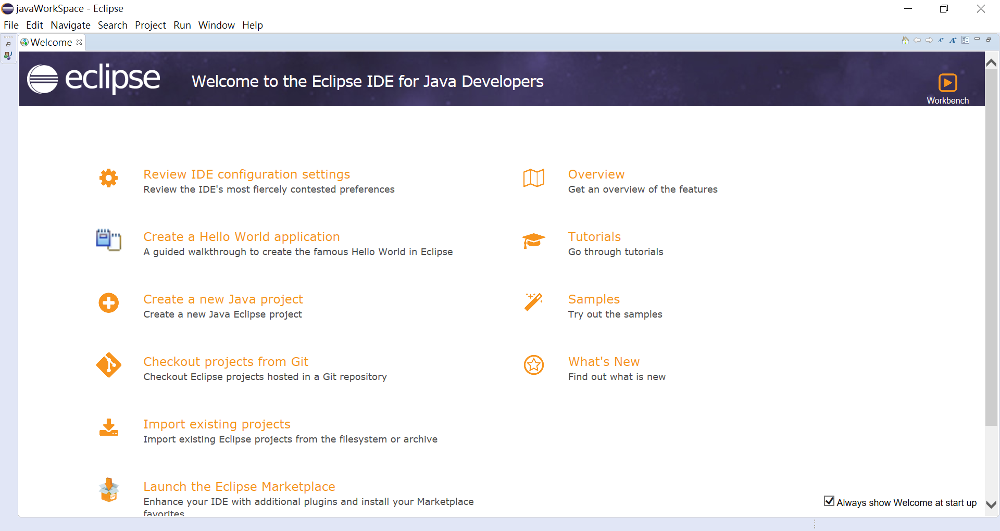 javaWorkSpace - Eclipse
File Edit Navigate Search Project Run Window Help
Welcome
eclipse
Welcome to the Eclipse IDE for Java Developers
Workbench
Review IDE configuration settings
Review the IDE's most fiercely contested preferences
Overview
Get an overview of the features
Create a Hello World application
A guided walkthrough to create the famous Hello World in Eclipse
Tutorials
Go through tutorials
Create a new Java project
Create a new Java Eclipse project
Samples
Try out the samples
Checkout projects from Git
Checkout Eclipse projects hosted in a Git repository
What's New
Find out what is new
Import existing projects
Import existing Eclipse projects from the filesystem or archive
Launch the Eclipse Marketplace
Enhance your IDE with additional plugins and install your Marketplace
favorites
Always show Welcome at start up